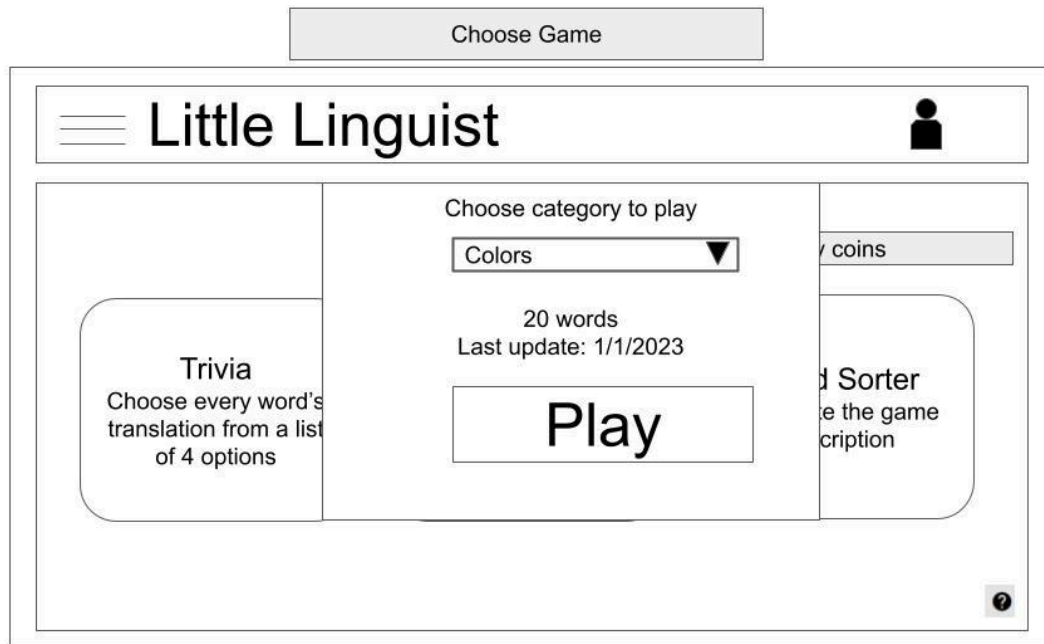 Choose Game
Little Linguist
Choose category to play
Colors
coins
20 words
Last update: 1/1/2023
Play
Trivia
Choose every word's
translation from a list
of 4 options
Sorter
the game
?